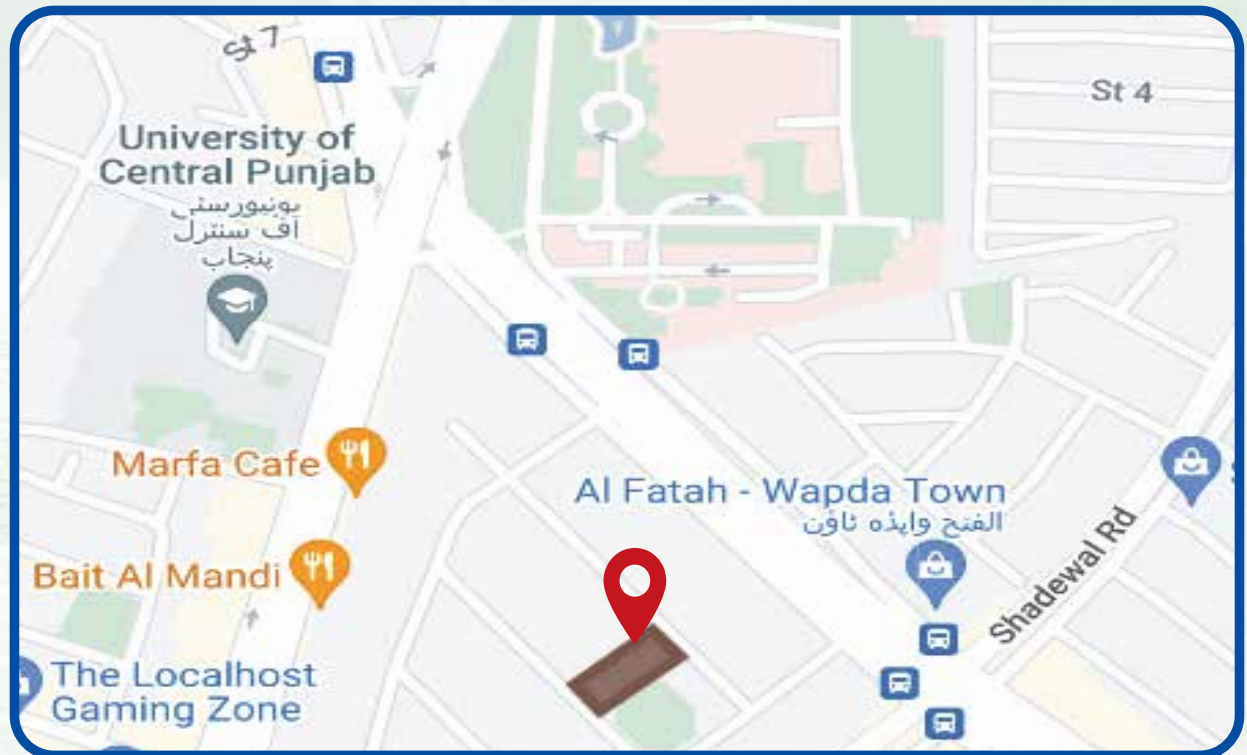 St 7
St 4
University of
Central Punjab
یونیورسٹی
آف سنٹرل
پنجاب
Marfa Cafe
Al Fatah - Wapda Town
الفتح واپڈہ ٹاؤن
Shadewal Rd
Bait Al Mandi
The Localhost
Gaming Zone